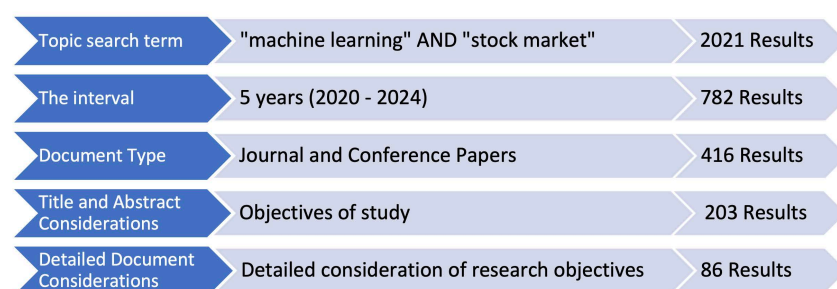 Topic search term "machine learning" AND "stock market" 2021 Results
The interval 5 years (2020 - 2024) 782 Results
Document Type Journal and Conference Papers 416 Results
Title and Abstract
Considerations Objectives of study 203 Results
Detailed Document
Considerations Detailed consideration of research objectives 86 Results